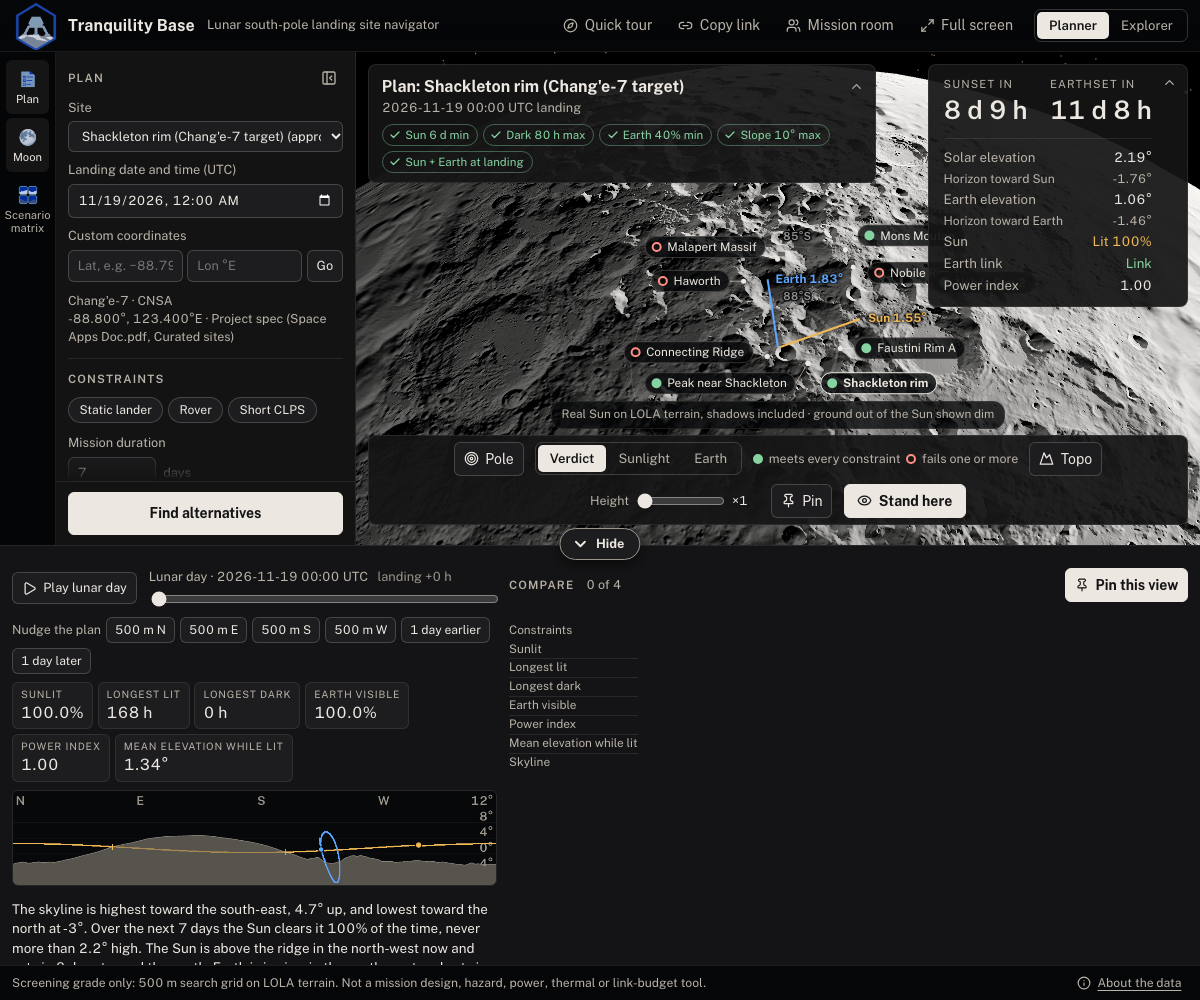 Tranquility Base
Lunar south-pole landing site navigator
Quick tour
Copy link
Mission room
Full screen
Planner
Explorer
Plan
Moon
Scenario
matrix
PLAN
Site
Shackleton rim (Chang'e-7 target) (appro
Landing date and time (UTC)
11/19/2026, 12:00 AM
Custom coordinates
Lat, e.g. −88.79
Lon °E
Go
Chang'e-7 · CNSA
-88.800°, 123.400°E · Project spec (Space
Apps Doc.pdf, Curated sites)
CONSTRAINTS
Static lander
Rover
Short CLPS
Mission duration
7 days
Find alternatives
Plan: Shackleton rim (Chang'e-7 target)
2026-11-19 00:00 UTC landing
Sun 6 d min
Dark 80 h max
Earth 40% min
Slope 10° max
Sun + Earth at landing
SUNSET IN
EARTHSET IN
8 d 9 h
11 d 8 h
Solar elevation 2.19°
Horizon toward Sun -1.76°
Earth elevation 1.06°
Horizon toward Earth -1.46°
Sun Lit 100%
Earth link Link
Power index 1.00
Malapert Massif
85°S
Mons Mou
Haworth
Earth 1.83°
Nobile
88°S
Sun 1.55°
Connecting Ridge
Faustini Rim A
Peak near Shackleton
Shackleton rim
Real Sun on LOLA terrain, shadows included · ground out of the Sun shown dim
Pole
Verdict
Sunlight
Earth
meets every constraint
fails one or more
Topo
Height
×1
Pin
Stand here
Hide
Play lunar day
Lunar day · 2026-11-19 00:00 UTC landing +0 h
Nudge the plan
500 m N
500 m E
500 m S
500 m W
1 day earlier
1 day later
SUNLIT
100.0%
LONGEST LIT
168 h
LONGEST DARK
0 h
EARTH VISIBLE
100.0%
POWER INDEX
1.00
MEAN ELEVATION WHILE LIT
1.34°
N E S W 12°
8°
4°
0°
4°
The skyline is highest toward the south-east, 4.7° up, and lowest toward the
north at -3°. Over the next 7 days the Sun clears it 100% of the time, never
more than 2.2° high. The Sun is above the ridge in the north-west now and
COMPARE 0 of 4
Pin this view
Constraints
Sunlit
Longest lit
Longest dark
Earth visible
Power index
Mean elevation while lit
Skyline
Screening grade only: 500 m search grid on LOLA terrain. Not a mission design, hazard, power, thermal or link-budget tool.
About the data